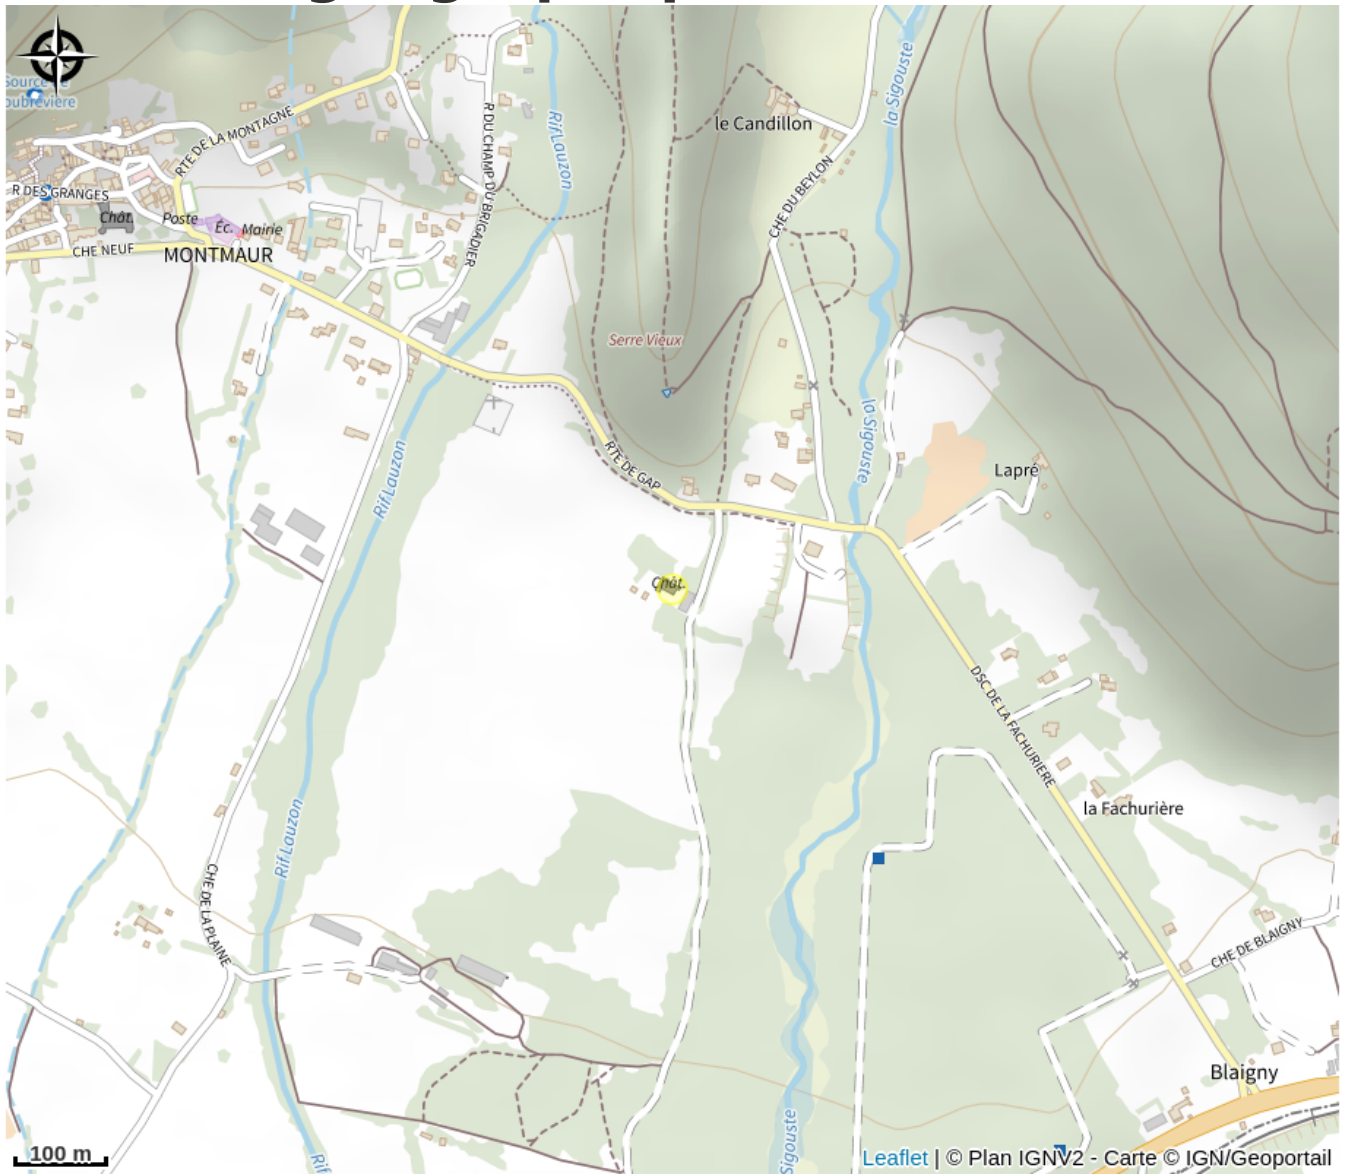 Source de
oubrevière
RTE DE LA MONTAGNE
R DU CHAMP DU BRIGADIER
Rif Lauzon
le Candillon
la Sigouste
CHE DU BEYLON
R DES GRANGES
Chât.
Poste
Éc.
Mairie
CHE NEUF
MONTMAUR
Serre Vieux
la Sigouste
Rif Lauzon
RTE DE GAP
Lapré
Chât.
DSC DE LA FACHURIERE
la Fachurière
Rif Lauzon
CHE DE LA PLAINE
CHE DE BLAIGNY
Blaigny
Sigouste
Rif
100 m
Leaflet | © Plan IGNV2 - Carte © IGN/Geoportail